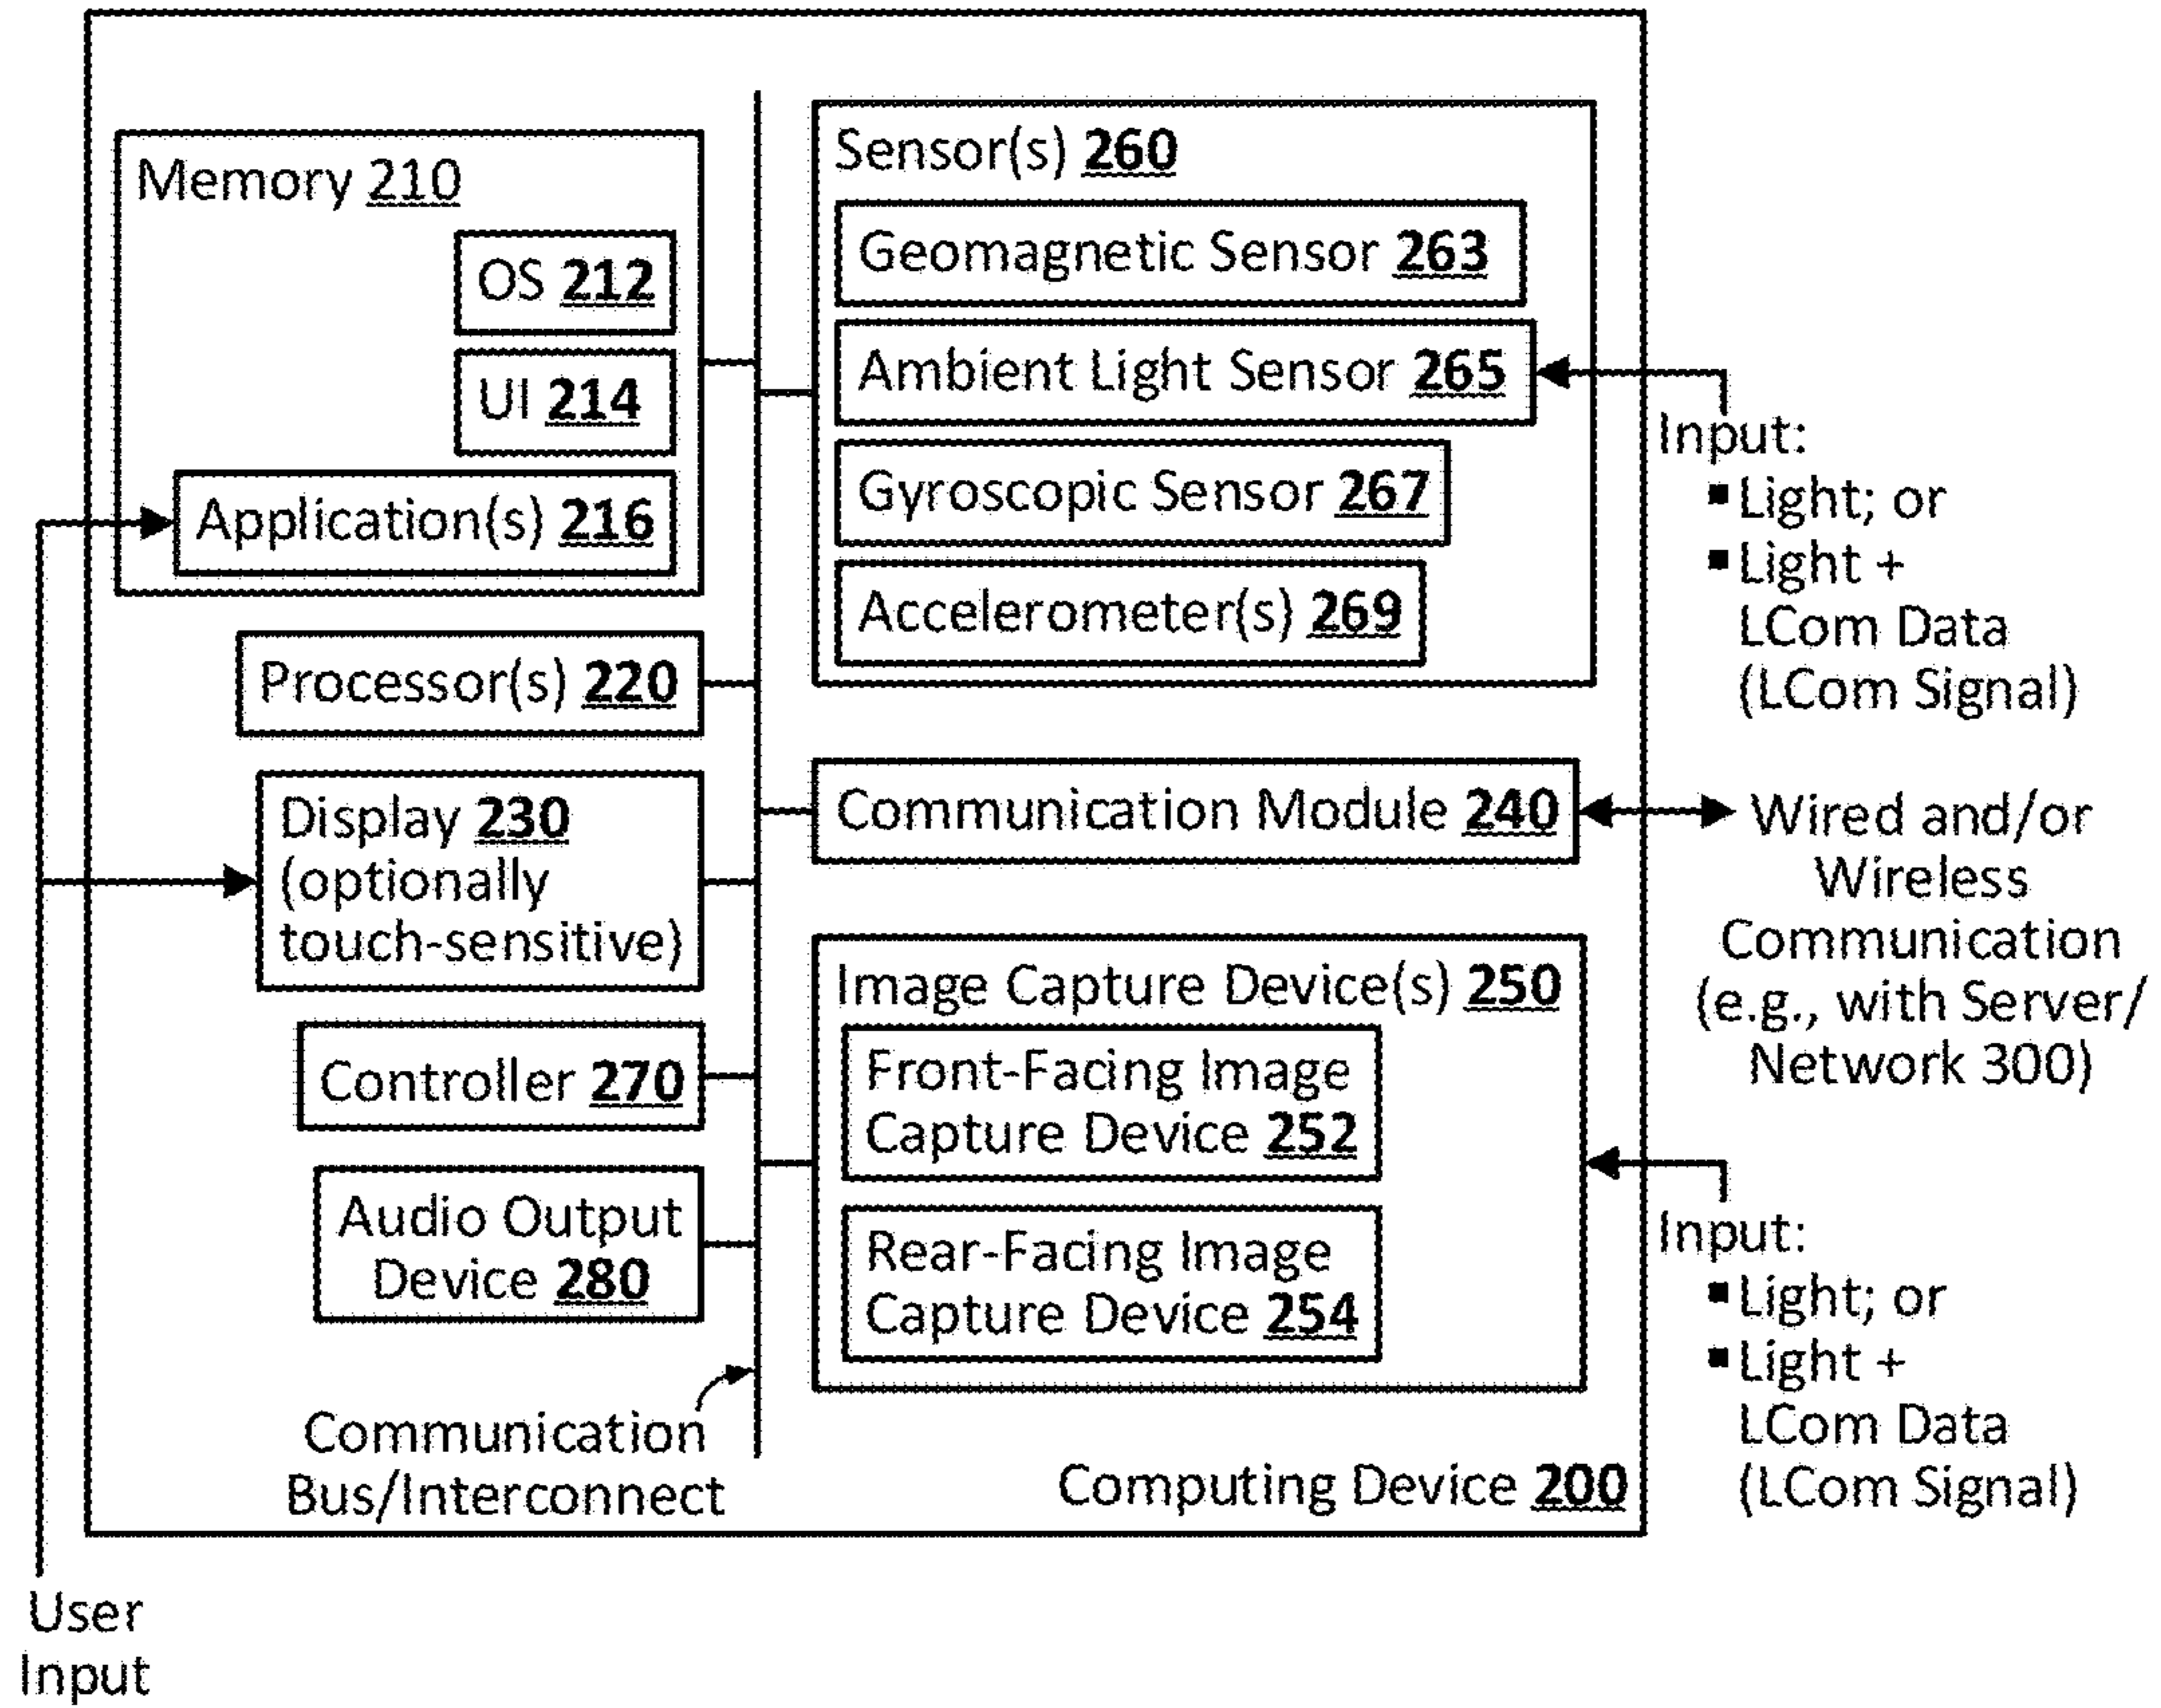 Memory 210
OS 212
UI 214
Application(s) 216
Processor(s) 220
Display 230
(optionally
touch-sensitive)
Controller 270
Audio Output
Device 280
Communication
Bus/Interconnect
User
Input
Sensor(s) 260
Geomagnetic Sensor 263
Ambient Light Sensor 265
Gyroscopic Sensor 267
Accelerometer(s) 269
Communication Module 240
Image Capture Device(s) 250
Front-Facing Image
Capture Device 252
Rear-Facing Image
Capture Device 254
Computing Device 200
Input:
▪ Light; or
▪ Light +
LCom Data
(LCom Signal)
Wired and/or
Wireless
Communication
(e.g., with Server/
Network 300)
Input:
▪ Light; or
▪ Light +
LCom Data
(LCom Signal)